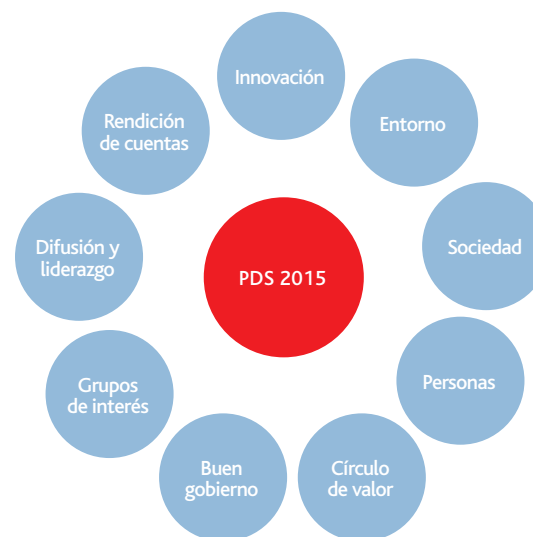 Innovación
Entorno
Sociedad
Personas
Círculo
de valor
Buen
gobierno
Grupos
de interés
Difusión y
liderazgo
Rendición
de cuentas
PDS 2015